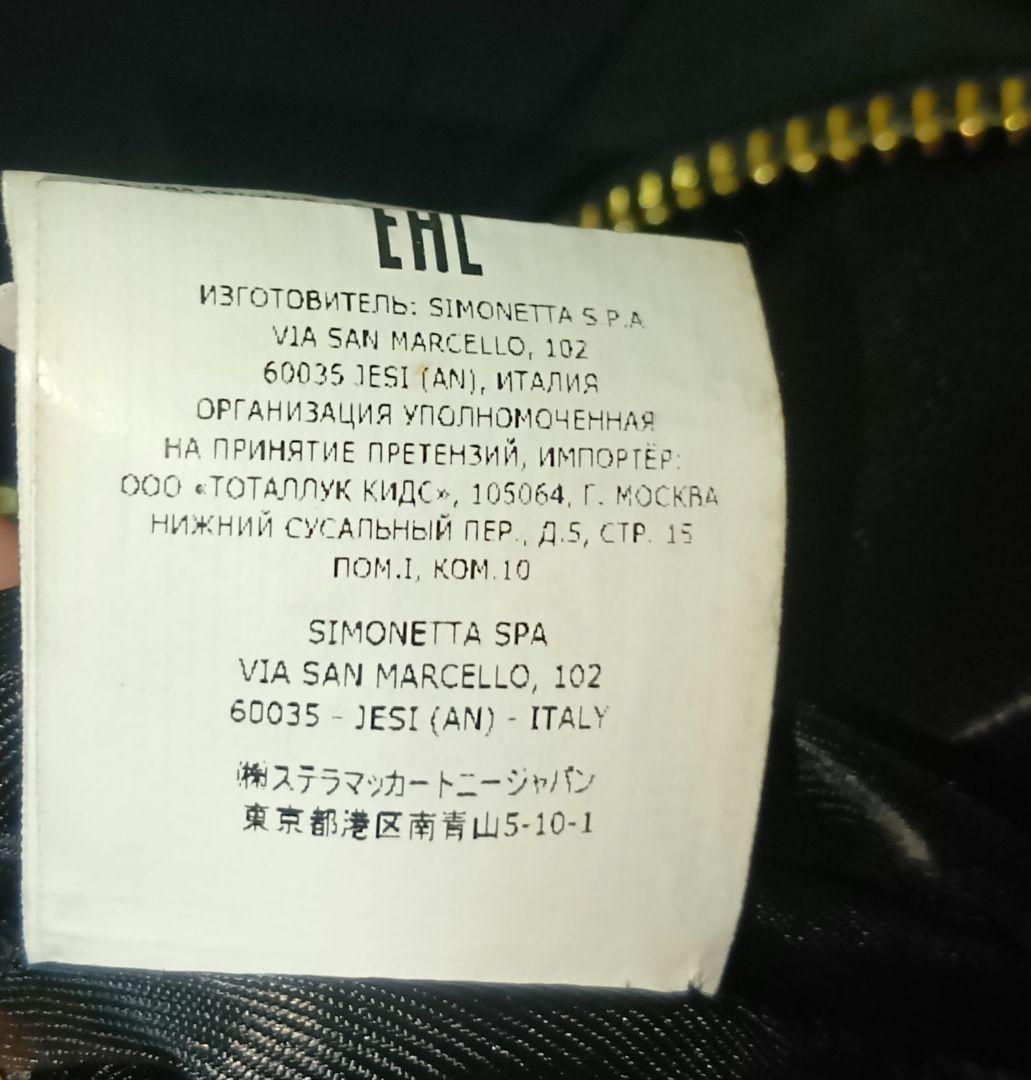 EAC
ИЗГОТОВИТЕЛЬ: SIMONETTA S.P.A
VIA SAN MARCELLO, 102
60035 JESI (AN), ИТАЛИЯ
ОРГАНИЗАЦИЯ УПОЛНОМОЧЕННАЯ
НА ПРИНЯТИЕ ПРЕТЕНЗИЙ, ИМПОРТЁР:
ООО «ТОТАЛЛУК КИДС», 105064, Г. МОСКВА
НИЖНИЙ СУСАЛЬНЫЙ ПЕР., Д.5, СТР. 15
ПОМ.I, КОМ.10
SIMONETTA SPA
VIA SAN MARCELLO, 102
60035 - JESI (AN) - ITALY
㈱ステラマッカートニージャパン
東京都港区南青山5-10-1